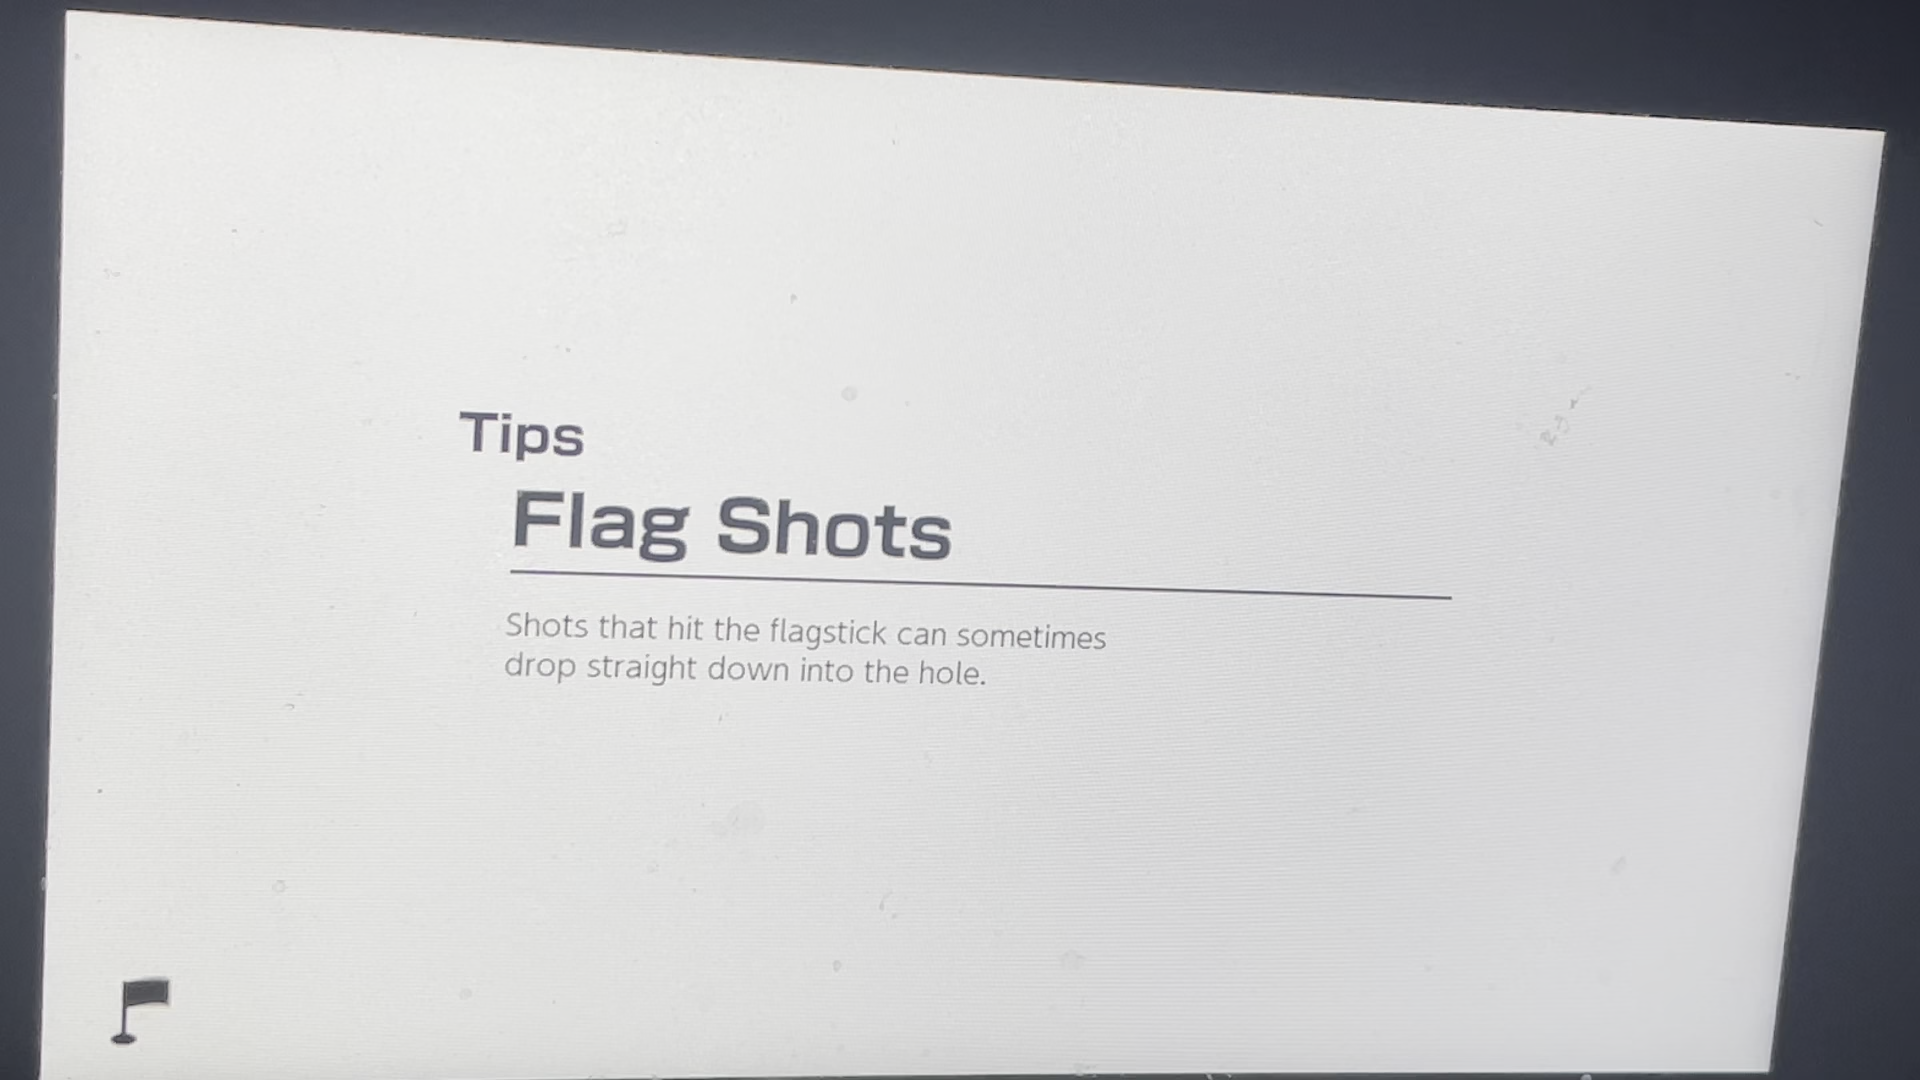 Tips
Flag Shots
Shots that hit the flagstick can sometimes
drop straight down into the hole.